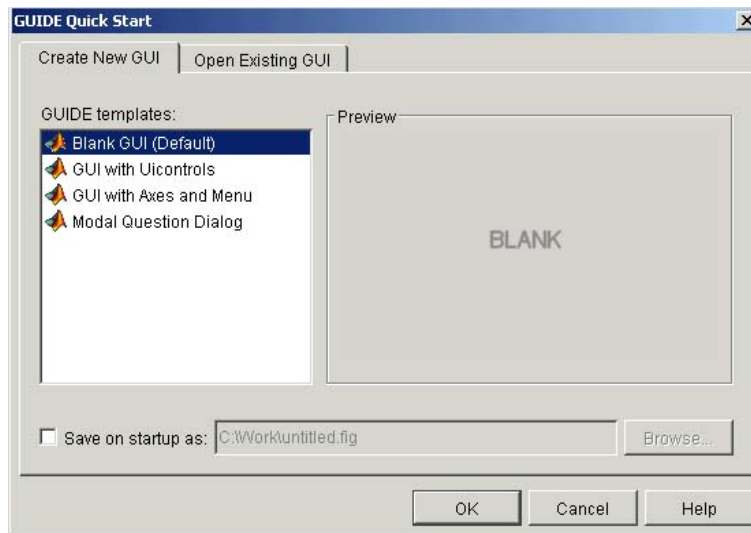 GUIDE Quick Start
Create New GUI
Open Existing GUI
GUIDE templates:
Blank GUI (Default)
GUI with Uicontrols
GUI with Axes and Menu
Modal Question Dialog
Preview
BLANK
Save on startup as:
C:\Work\untitled.fig
Browse...
OK
Cancel
Help